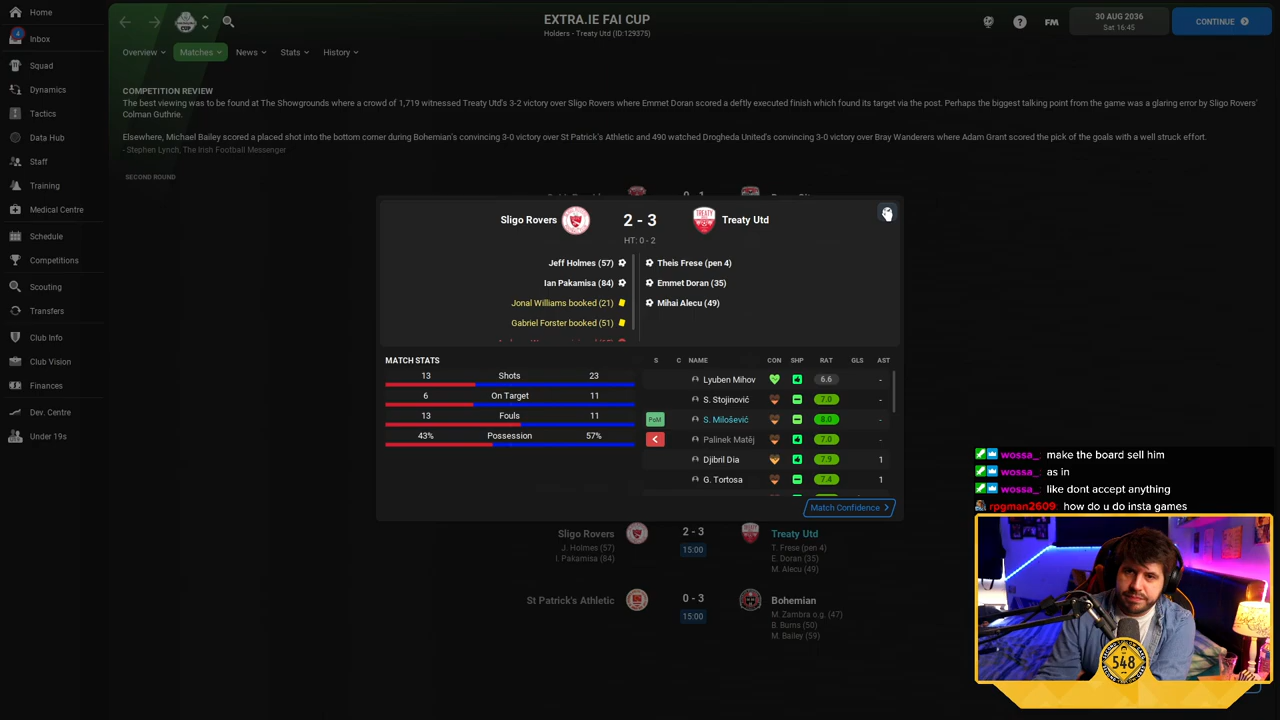 Home
EXTRA.IE FAI CUP
Holders - Treaty Utd (ID:129375)
FM
30 AUG 2036
Sat 16:45
CONTINUE
4
Inbox
Overview
Matches
News
Stats
History
Squad
Dynamics
Tactics
Data Hub
Staff
Training
Medical Centre
Schedule
Competitions
Scouting
Transfers
Club Info
Club Vision
Finances
Dev. Centre
Under 19s
COMPETITION REVIEW
The best viewing was to be found at The Showgrounds where a crowd of 1,719 witnessed Treaty Utd's 3-2 victory over Sligo Rovers where Emmet Doran scored a deftly executed finish which found its target via the post. Perhaps the biggest talking point from the game was a glaring error by Sligo Rovers'
Colman Guthrie.
Elsewhere, Michael Bailey scored a placed shot into the bottom corner during Bohemian's convincing 3-0 victory over St Patrick's Athletic and 490 watched Drogheda United's convincing 3-0 victory over Bray Wanderers where Adam Grant scored the pick of the goals with a well struck effort.
- Stephen Lynch, The Irish Football Messenger
SECOND ROUND
0 - 1
Sligo Rovers 2 - 3 Treaty Utd
HT: 0 - 2
Jeff Holmes (57)
Ian Pakamisa (84)
Jonal Williams booked (21)
Gabriel Forster booked (51)
Theis Frese (pen 4)
Emmet Doran (35)
Mihai Alecu (49)
MATCH STATS
13 Shots 23
6 On Target 11
13 Fouls 11
43% Possession 57%
S C NAME CON SHP RAT GLS AST
Lyuben Mihov 6.6 -
S. Stojinović 7.0 -
PoM S. Milošević 8.0 -
Palinek Matěj 7.0 -
Djibril Dia 7.9 1
G. Tortosa 7.4 1
Match Confidence
Sligo Rovers 2 - 3 Treaty Utd
J. Holmes (57) 15:00 T. Frese (pen 4)
I. Pakamisa (84) E. Doran (35)
M. Alecu (49)
St Patrick's Athletic 0 - 3 Bohemian
15:00 M. Zambra o.g. (47)
B. Burns (50)
M. Bailey (59)
wossa_: make the board sell him
wossa_: as in
wossa_: like dont accept anything
rpgman2609: how do u do insta games
548